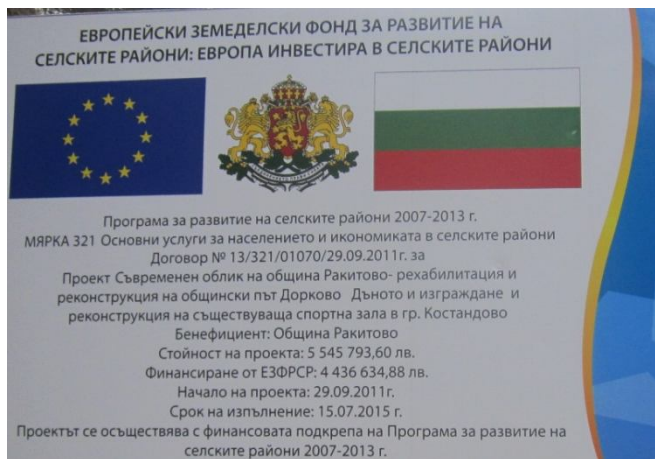 ЕВРОПЕЙСКИ ЗЕМЕДЕЛСКИ ФОНД ЗА РАЗВИТИЕ НА
СЕЛСКИТЕ РАЙОНИ: ЕВРОПА ИНВЕСТИРА В СЕЛСКИТЕ РАЙОНИ
Програма за развитие на селските райони 2007-2013 г.
МЯРКА 321 Основни услуги за населението и икономиката в селските райони
Договор № 13/321/01070/29.09.2011г. за
Проект Съвременен облик на община Ракитово- рехабилитация и
реконструкция на общински път Дорково Дъното и изграждане и
реконструкция на съществуваща спортна зала в гр. Костандово
Бенефициент: Община Ракитово
Стойност на проекта: 5 545 793,60 лв.
Финансиране от ЕЗФРСР: 4 436 634,88 лв.
Начало на проекта: 29.09.2011г.
Срок на изпълнение: 15.07.2015 г.
Проектът се осъществява с финансовата подкрепа на Програма за развитие на
селските райони 2007-2013 г.